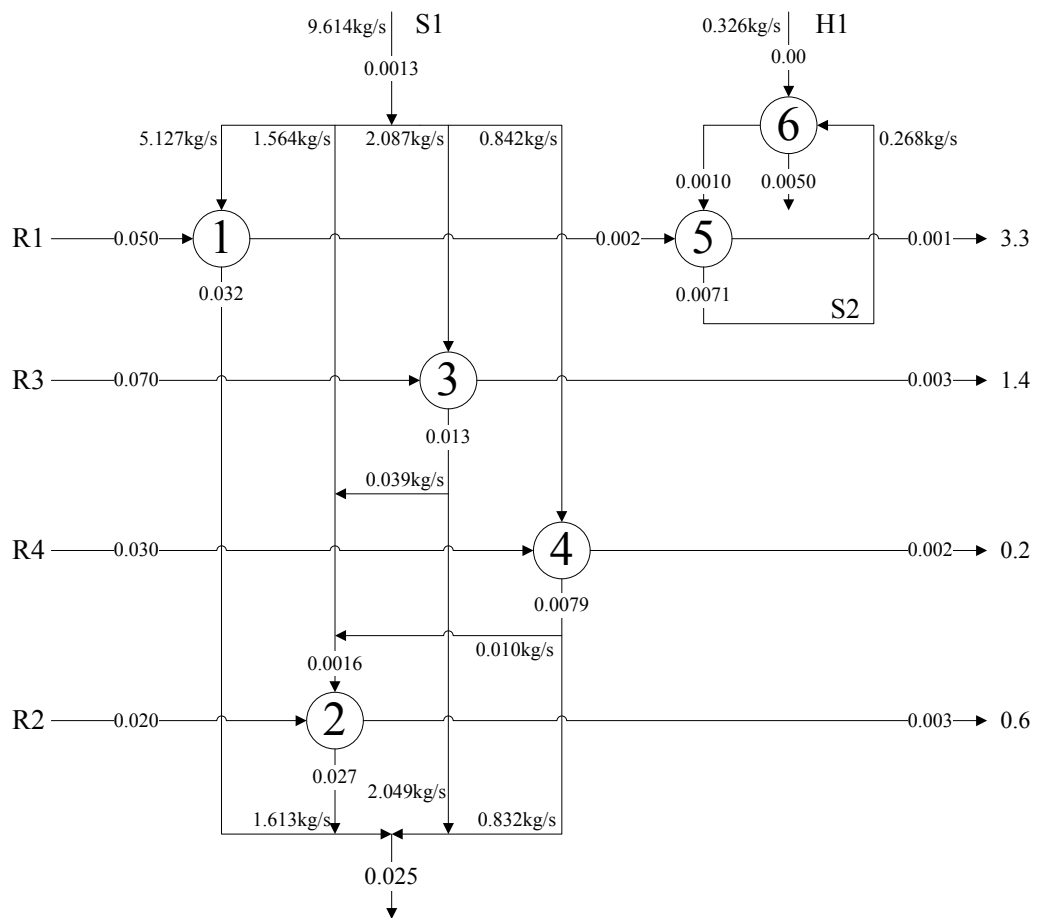 9.614kg/s S1 0.326kg/s H1
0.0013 0.00
5.127kg/s 1.564kg/s 2.087kg/s 0.842kg/s 6 0.268kg/s
0.0010 0.0050
R1 0.050 1 0.002 5 0.001 3.3
0.032 0.0071
S2
R3 0.070 3 0.003 1.4
0.013
0.039kg/s
R4 0.030 4 0.002 0.2
0.0079
0.010kg/s
0.0016
R2 0.020 2 0.003 0.6
0.027
2.049kg/s
1.613kg/s 0.832kg/s
0.025